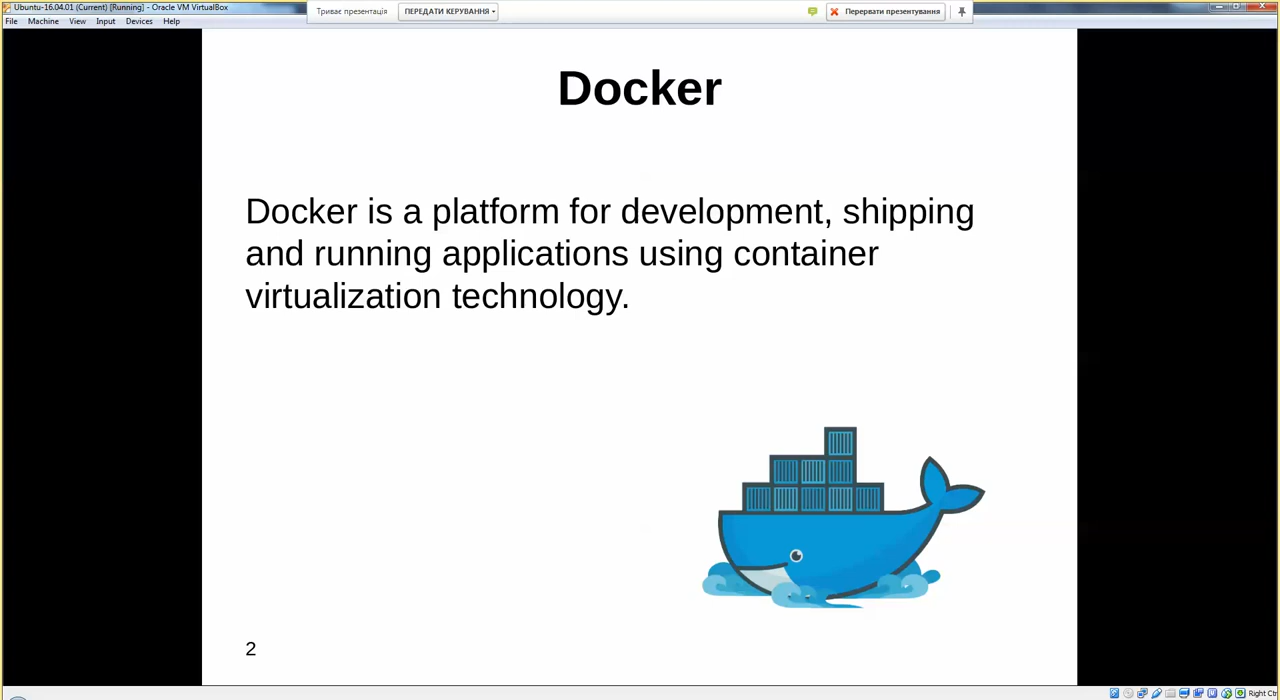 Ubuntu-16.04.01 (Current) [Running] - Oracle VM VirtualBox
Триває презентація
ПЕРЕДАТИ КЕРУВАННЯ
Перервати презентування
File Machine View Input Devices Help
Docker
Docker is a platform for development, shipping
and running applications using container
virtualization technology.
2
Right Ctr